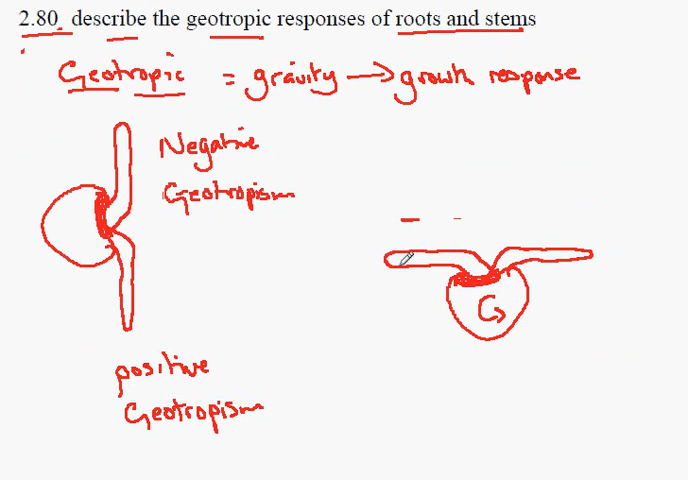 2.80 describe the geotropic responses of roots and stems
Geotropic = gravity → growth response
Negative
Geotropism
positive
Geotropism
G